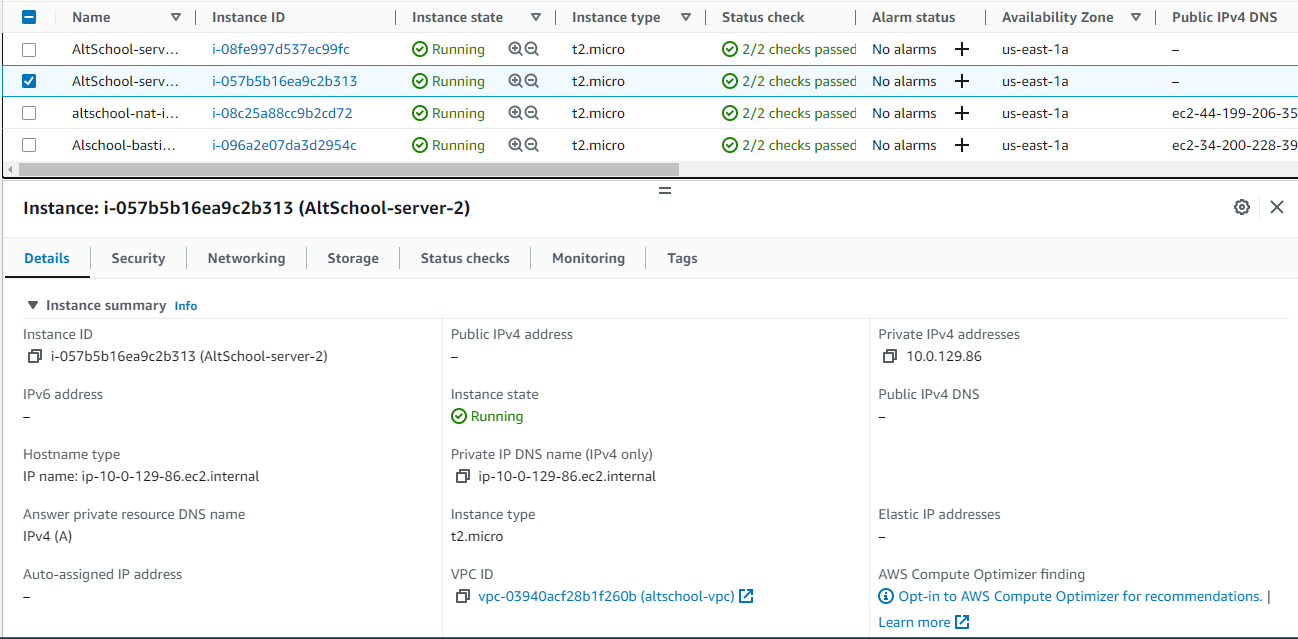 Name Instance ID Instance state Instance type Status check Alarm status Availability Zone Public IPv4 DNS
AltSchool-serv... i-08fe997d537ec99fc Running t2.micro 2/2 checks passed No alarms us-east-1a –
AltSchool-serv... i-057b5b16ea9c2b313 Running t2.micro 2/2 checks passed No alarms us-east-1a –
altschool-nat-i... i-08c25a88cc9b2cd72 Running t2.micro 2/2 checks passed No alarms us-east-1a ec2-44-199-206-35
Alschool-basti... i-096a2e07da3d2954c Running t2.micro 2/2 checks passed No alarms us-east-1a ec2-34-200-228-39
Instance: i-057b5b16ea9c2b313 (AltSchool-server-2)
Details Security Networking Storage Status checks Monitoring Tags
Instance summary Info
Instance ID Public IPv4 address Private IPv4 addresses
i-057b5b16ea9c2b313 (AltSchool-server-2) – 10.0.129.86
IPv6 address Instance state Public IPv4 DNS
– Running –
Hostname type Private IP DNS name (IPv4 only)
IP name: ip-10-0-129-86.ec2.internal ip-10-0-129-86.ec2.internal
Answer private resource DNS name Instance type Elastic IP addresses
IPv4 (A) t2.micro –
Auto-assigned IP address VPC ID AWS Compute Optimizer finding
– vpc-03940acf28b1f260b (altschool-vpc) Opt-in to AWS Compute Optimizer for recommendations. |
Learn more